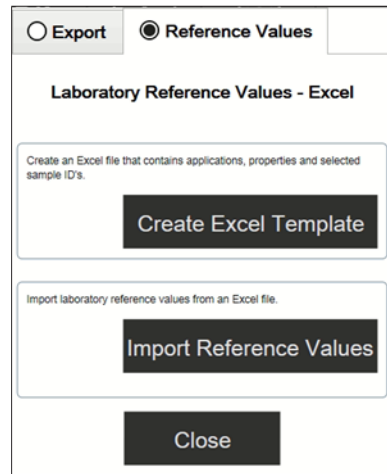 Export
Reference Values
Laboratory Reference Values - Excel
Create an Excel file that contains applications, properties and selected
sample ID's.
Create Excel Template
Import laboratory reference values from an Excel file.
Import Reference Values
Close